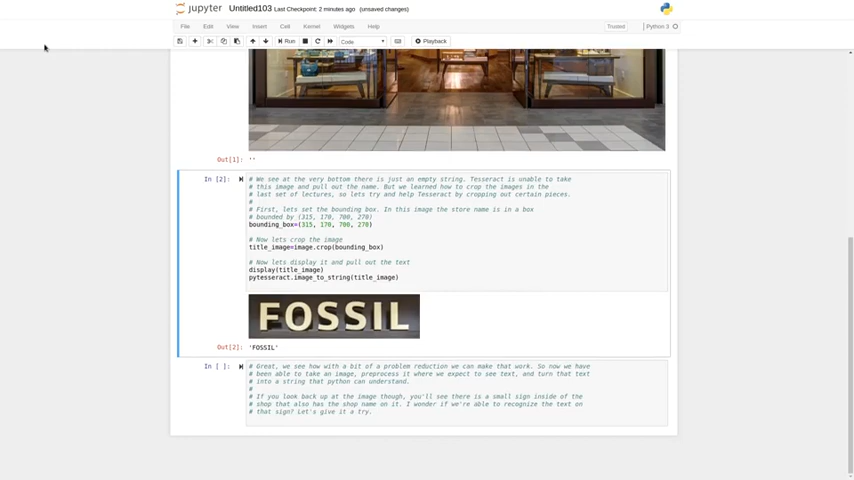 jupyter Untitled103 Last Checkpoint: 2 minutes ago (unsaved changes)
File Edit View Insert Cell Kernel Widgets Help Trusted Python 3
Run Code Playback
Out[1]: ''
In [2]: # We see at the very bottom there is just an empty string. Tesseract is unable to take
# this image and pull out the name. But we learned how to crop the images in the
# last set of lectures, so lets try and help Tesseract by cropping out certain pieces.
#
# First, lets set the bounding box. In this image the store name is in a box
# bounded by (315, 170, 700, 270)
bounding_box=(315, 170, 700, 270)
# Now lets crop the image
title_image=image.crop(bounding_box)
# Now lets display it and pull out the text
display(title_image)
pytesseract.image_to_string(title_image)
FOSSIL
Out[2]: 'FOSSIL'
In [ ]: # Great, we see how with a bit of a problem reduction we can make that work. So now we have
# been able to take an image, preprocess it where we expect to see text, and turn that text
# into a string that python can understand.
#
# If you look back up at the image though, you'll see there is a small sign inside of the
# shop that also has the shop name on it. I wonder if we're able to recognize the text on
# that sign? Let's give it a try.